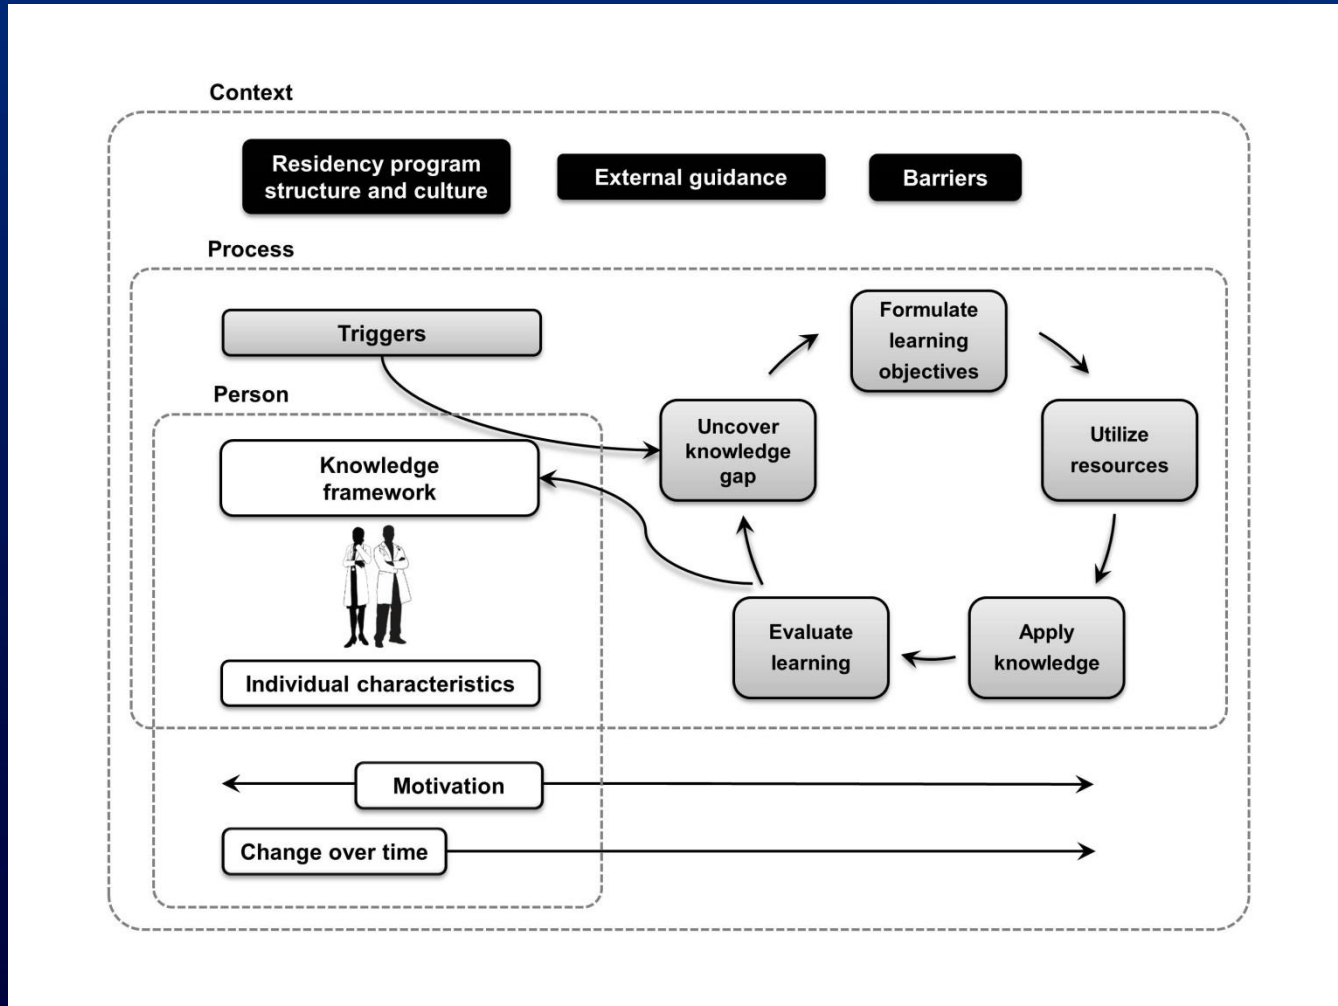 Context
Residency program
structure and culture
External guidance
Barriers
Process
Triggers
Formulate
learning
objectives
Person
Uncover
knowledge
gap
Utilize
resources
Knowledge
framework
Evaluate
learning
Apply
knowledge
Individual characteristics
Motivation
Change over time